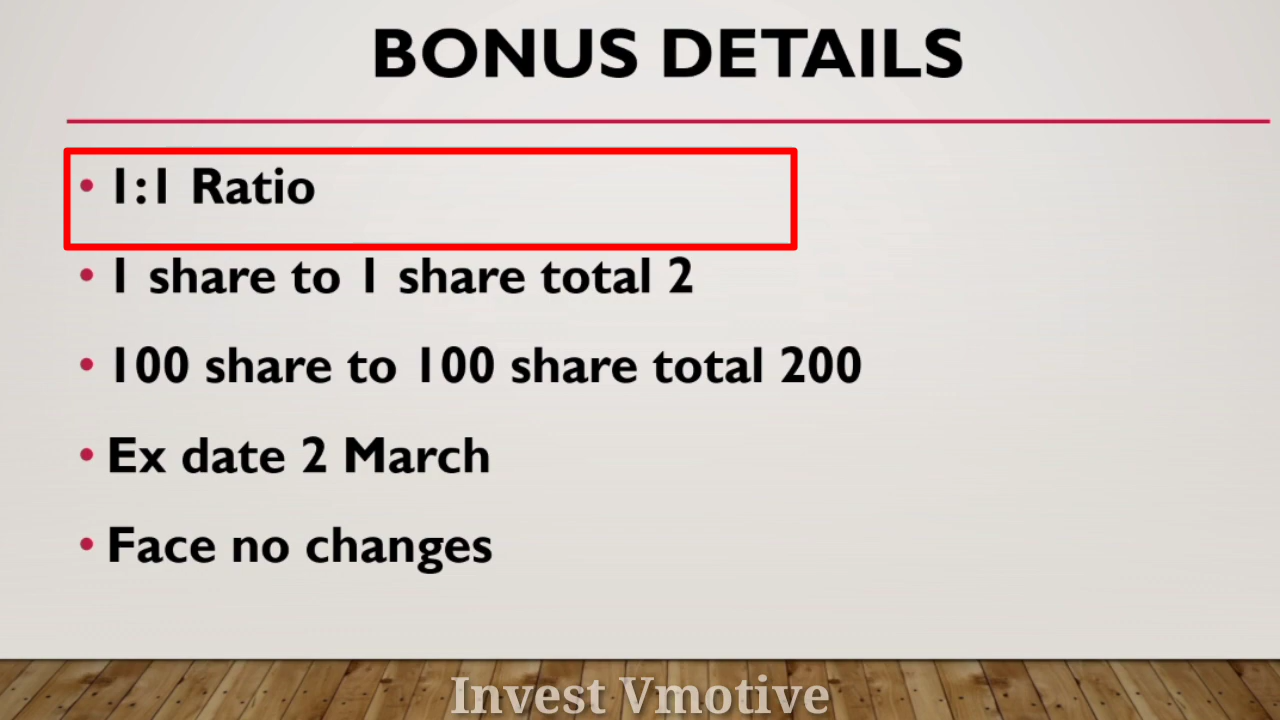 BONUS DETAILS
• 1:1 Ratio
• 1 share to 1 share total 2
• 100 share to 100 share total 200
• Ex date 2 March
• Face no changes
Invest Vmotive